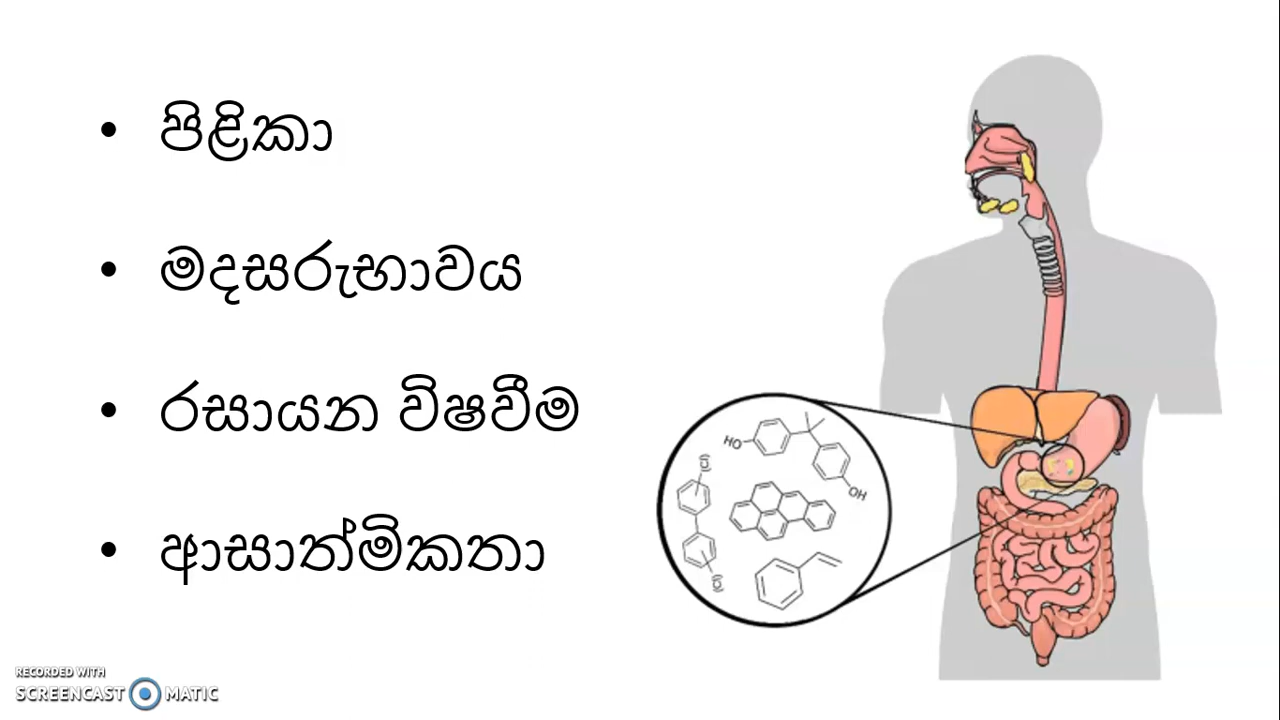 • පිළිකා
• මදසරුභාවය
• රසායන විෂවීම
• ආසාත්මිකතා
HO
OH
RECORDED WITH
SCREENCAST MATIC